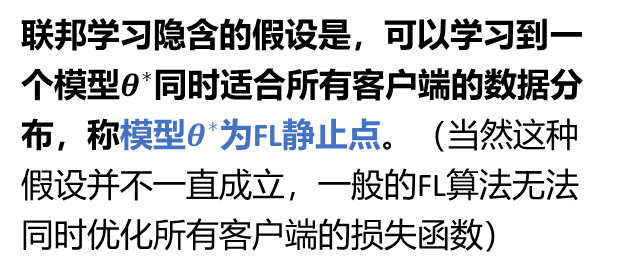 联邦学习隐含的假设是，可以学习到一
个模型θ*同时适合所有客户端的数据分
布，称模型θ*为FL静止点。（当然这种
假设并不一直成立，一般的FL算法无法
同时优化所有客户端的损失函数）